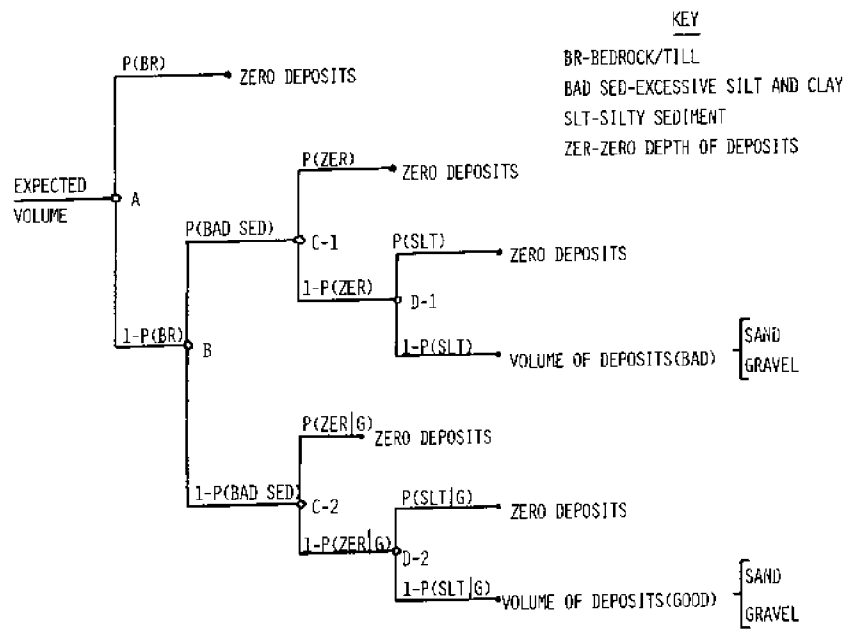 KEY
BR-BEDROCK/TILL
BAD SED-EXCESSIVE SILT AND CLAY
SLT-SILTY SEDIMENT
ZER-ZERO DEPTH OF DEPOSITS
P(BR)
ZERO DEPOSITS
EXPECTED
VOLUME
A
P(ZER)
ZERO DEPOSITS
P(BAD SED)
C-1
P(SLT)
ZERO DEPOSITS
1-P(ZER)
D-1
1-P(BR)
B
1-P(SLT)
VOLUME OF DEPOSITS(BAD)
SAND
GRAVEL
P(ZER|G)
ZERO DEPOSITS
1-P(BAD SED)
C-2
P(SLT|G)
ZERO DEPOSITS
1-P(ZER|G)
D-2
1-P(SLT|G)
VOLUME OF DEPOSITS(GOOD)
SAND
GRAVEL